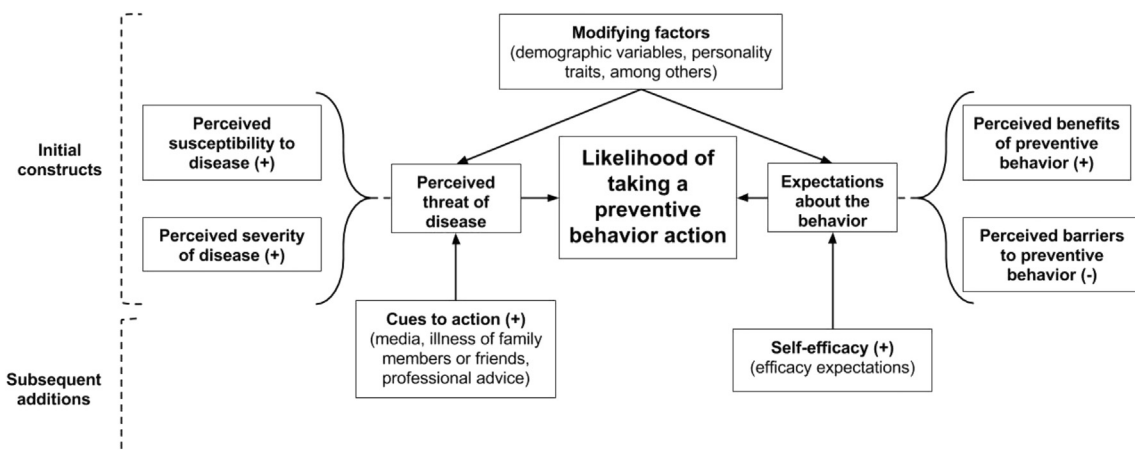 Modifying factors
(demographic variables, personality
traits, among others)
Initial
constructs
Perceived
susceptibility to
disease (+)
Perceived severity
of disease (+)
Perceived
threat of
disease
Likelihood of
taking a
preventive
behavior action
Expectations
about the
behavior
Perceived benefits
of preventive
behavior (+)
Perceived barriers
to preventive
behavior (-)
Subsequent
additions
Cues to action (+)
(media, illness of family
members or friends,
professional advice)
Self-efficacy (+)
(efficacy expectations)